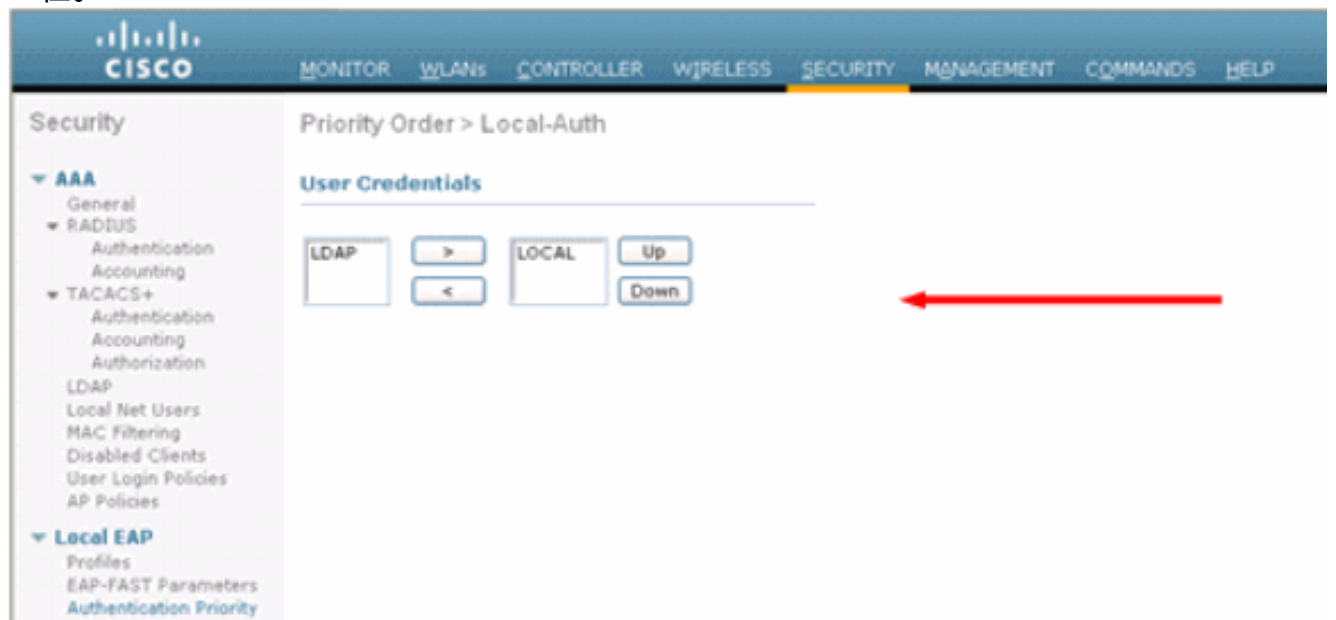 位。
CISCO
MONITOR WLANs CONTROLLER WIRELESS SECURITY MANAGEMENT COMMANDS HELP
Security
AAA
General
RADIUS
Authentication
Accounting
TACACS+
Authentication
Accounting
Authorization
LDAP
Local Net Users
MAC Filtering
Disabled Clients
User Login Policies
AP Policies
Local EAP
Profiles
EAP-FAST Parameters
Authentication Priority
Priority Order > Local-Auth
User Credentials
LDAP > LOCAL Up
< Down